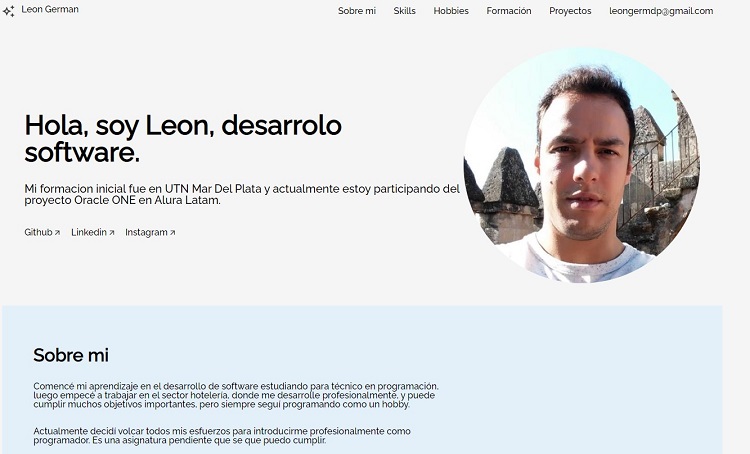 Leon German
Sobre mi Skills Hobbies Formación Proyectos leongermdp@gmail.com
Hola, soy Leon, desarrolo
software.
Mi formacion inicial fue en UTN Mar Del Plata y actualmente estoy participando del
proyecto Oracle ONE en Alura Latam.
Github ↗ Linkedin ↗ Instagram ↗
Sobre mi
Comencé mi aprendizaje en el desarrollo de software estudiando para técnico en programación,
luego empecé a trabajar en el sector hotelería, donde me desarrolle profesionalmente, y puede
cumplir muchos objetivos importantes, pero siempre seguí programando como un hobby.
Actualmente decidí volcar todos mis esfuerzos para introducirme profesionalmente como
programador. Es una asignatura pendiente que se que puedo cumplir.